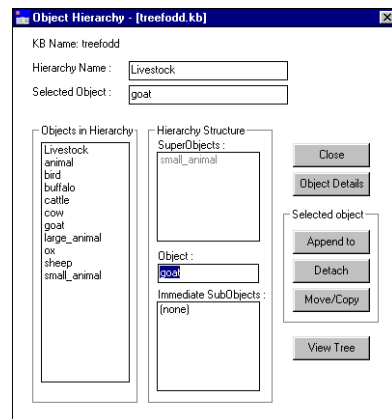 Object Hierarchy - [treefodd.kb]
KB Name: treefodd
Hierarchy Name : Livestock
Selected Object : goat
Objects in Hierarchy
Livestock
animal
bird
buffalo
cattle
cow
goat
large_animal
ox
sheep
small_animal
Hierarchy Structure
SuperObjects :
small_animal
Object :
goat
Immediate SubObjects :
(none)
Close
Object Details
Selected object
Append to
Detach
Move/Copy
View Tree